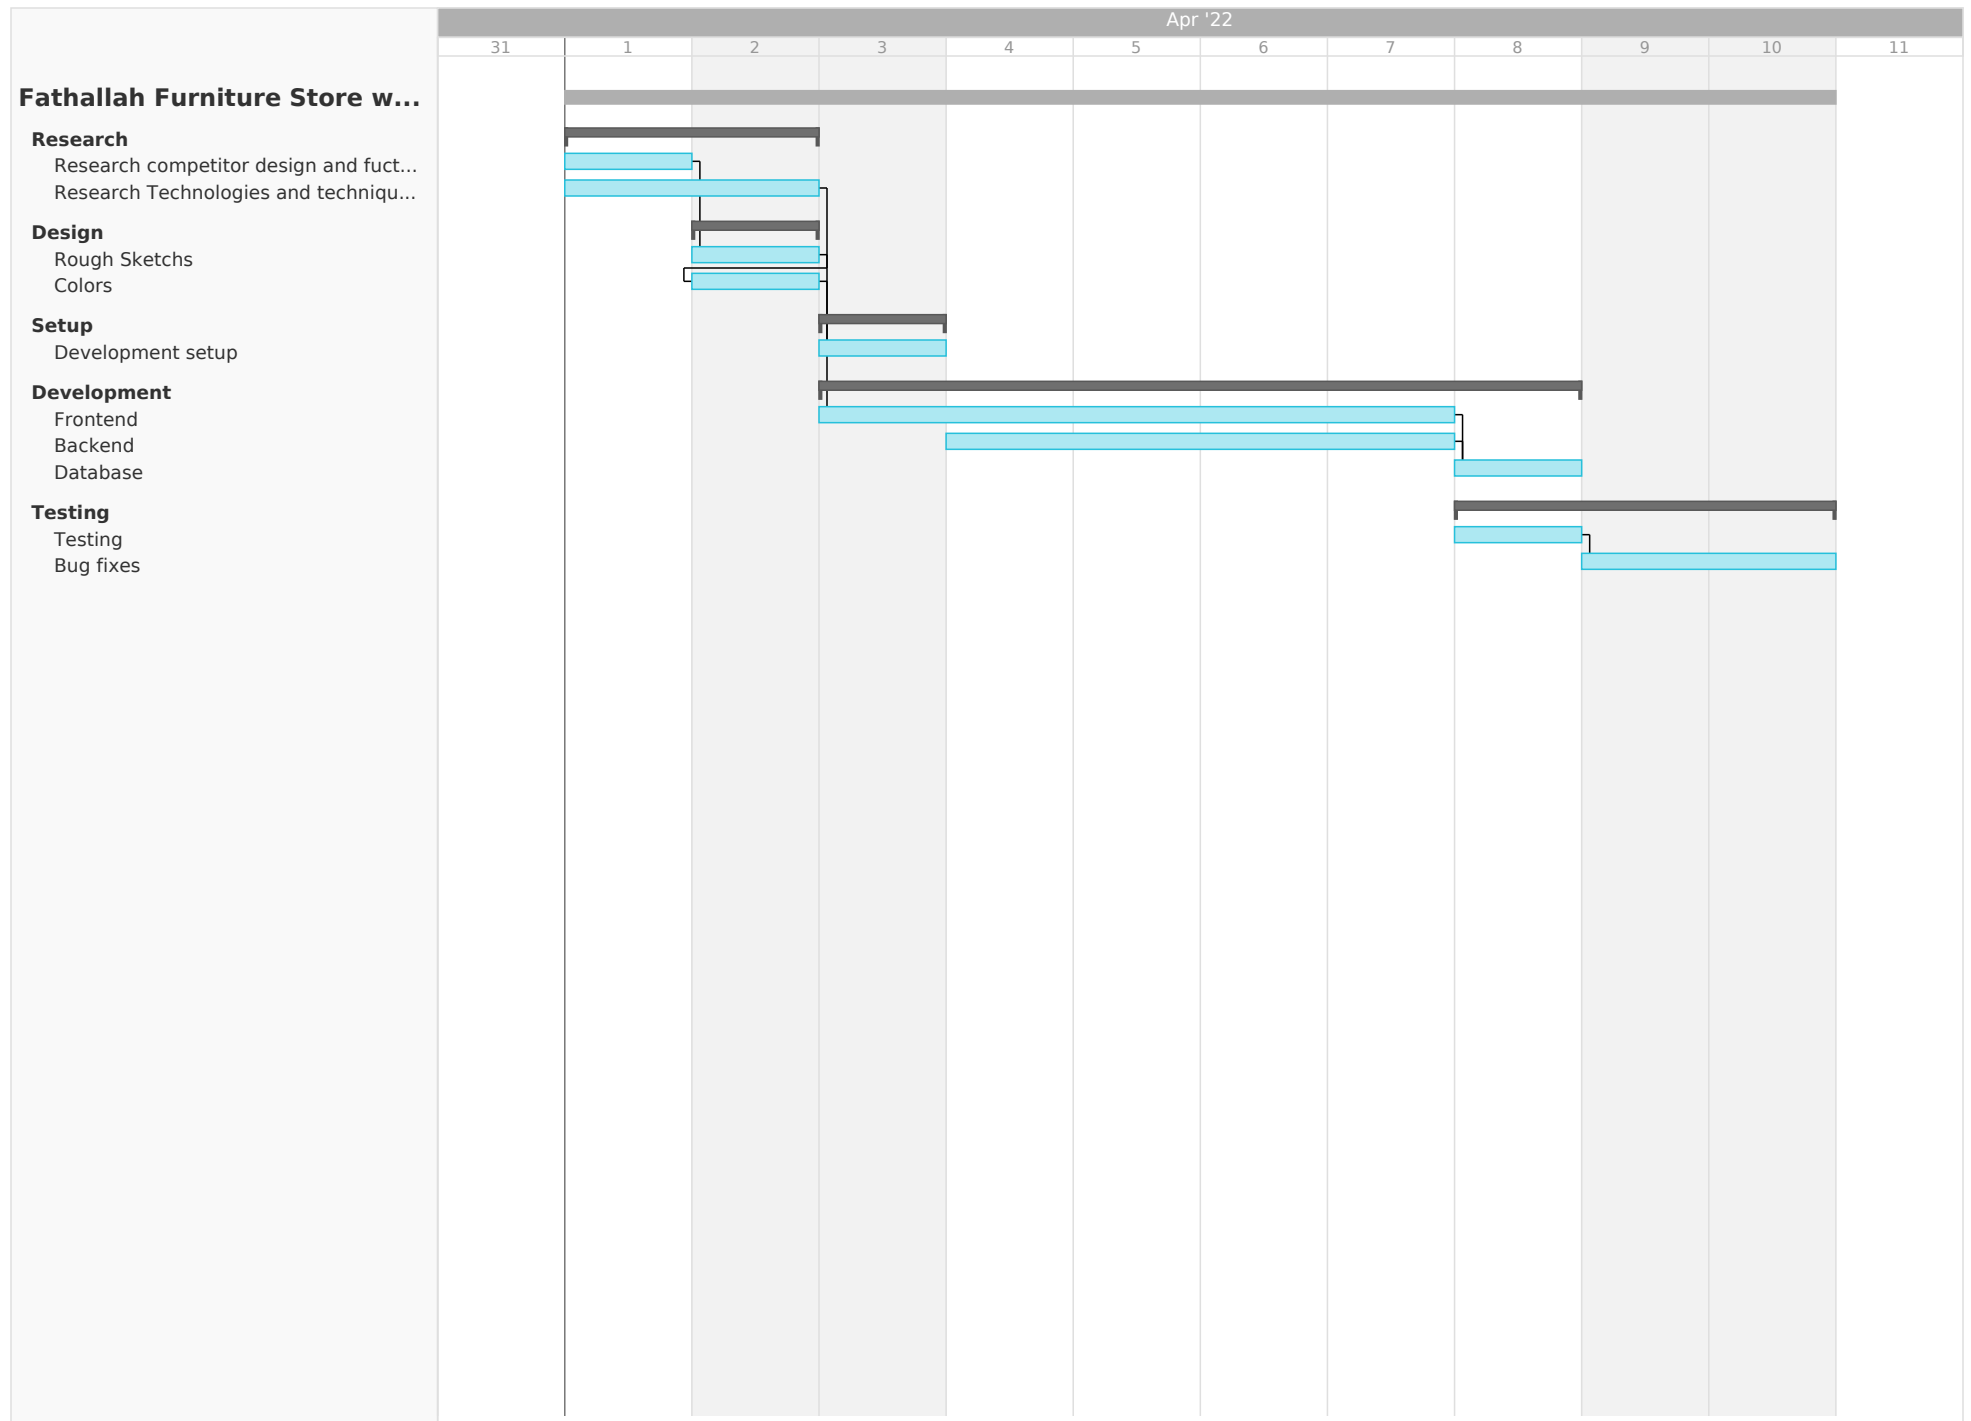 Apr '22
31 1 2 3 4 5 6 7 8 9 10 11
Fathallah Furniture Store w...
Research
Research competitor design and fuct...
Research Technologies and techniqu...
Design
Rough Sketchs
Colors
Setup
Development setup
Development
Frontend
Backend
Database
Testing
Testing
Bug fixes